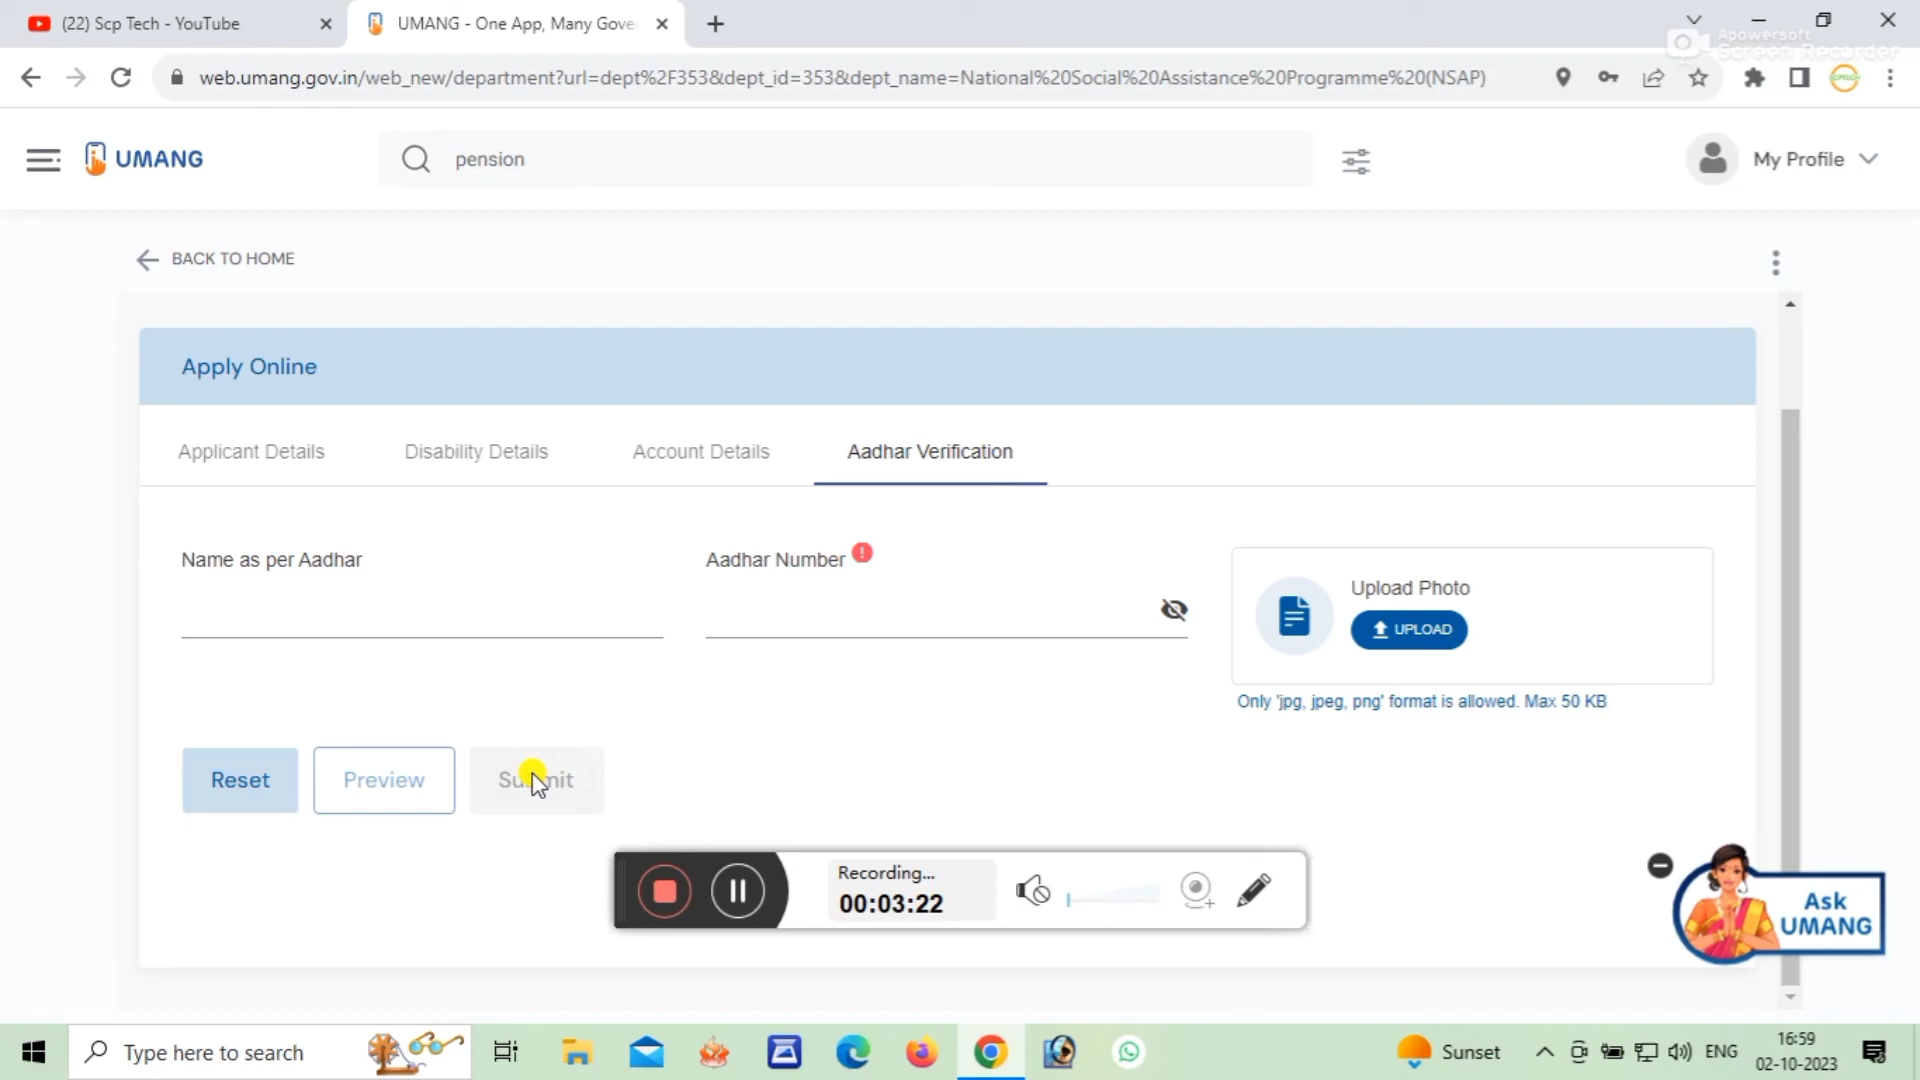 (22) Scp Tech - YouTube
UMANG - One App, Many Gove
Apowersoft
Screen Recorder
web.umang.gov.in/web_new/department?url=dept%2F353&dept_id=353&dept_name=National%20Social%20Assistance%20Programme%20(NSAP)
UMANG
pension
My Profile
BACK TO HOME
Apply Online
Applicant Details
Disability Details
Account Details
Aadhar Verification
Name as per Aadhar
Aadhar Number
Upload Photo
UPLOAD
Only 'jpg, jpeg, png' format is allowed. Max 50 KB
Reset
Preview
Submit
Recording...
00:03:22
Ask
UMANG
Type here to search
Sunset
ENG
16:59
02-10-2023